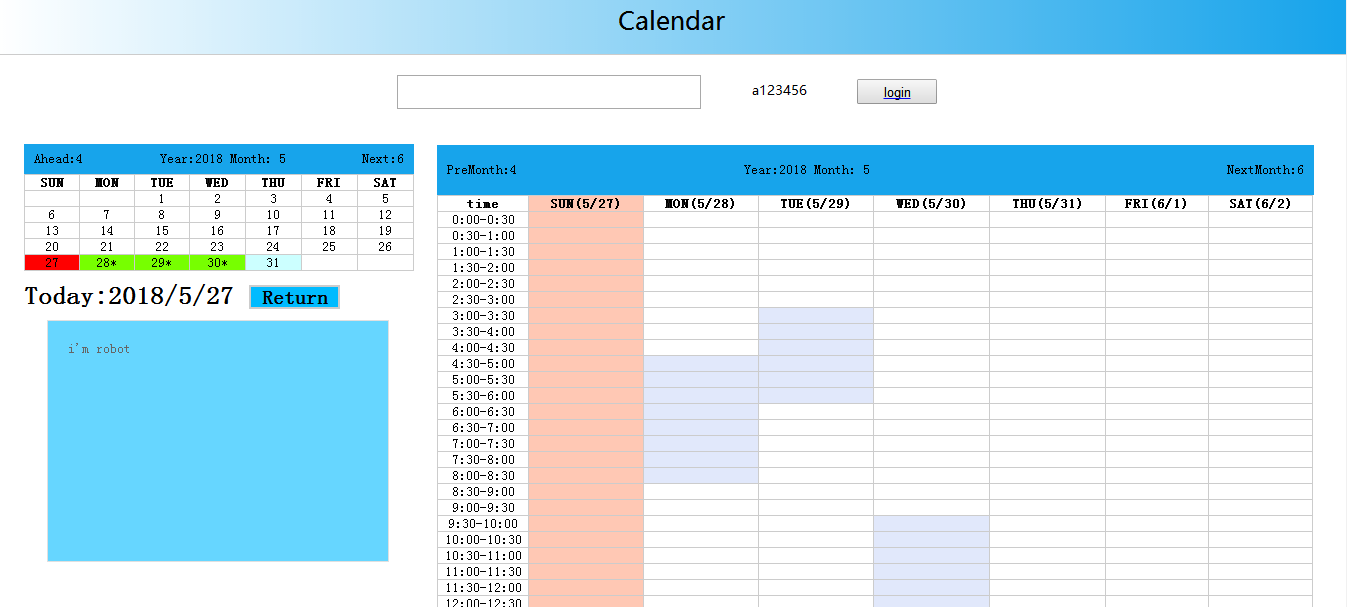 Calendar
a123456 login
Ahead:4 Year:2018 Month: 5 Next:6
SUN MON TUE WED THU FRI SAT
1 2 3 4 5
6 7 8 9 10 11 12
13 14 15 16 17 18 19
20 21 22 23 24 25 26
27 28* 29* 30* 31
Today:2018/5/27 Return
i'm robot
PreMonth:4 Year:2018 Month: 5 NextMonth:6
time SUN(5/27) MON(5/28) TUE(5/29) WED(5/30) THU(5/31) FRI(6/1) SAT(6/2)
0:00-0:30
0:30-1:00
1:00-1:30
1:30-2:00
2:00-2:30
2:30-3:00
3:00-3:30
3:30-4:00
4:00-4:30
4:30-5:00
5:00-5:30
5:30-6:00
6:00-6:30
6:30-7:00
7:00-7:30
7:30-8:00
8:00-8:30
8:30-9:00
9:00-9:30
9:30-10:00
10:00-10:30
10:30-11:00
11:00-11:30
11:30-12:00
12:00-12:30